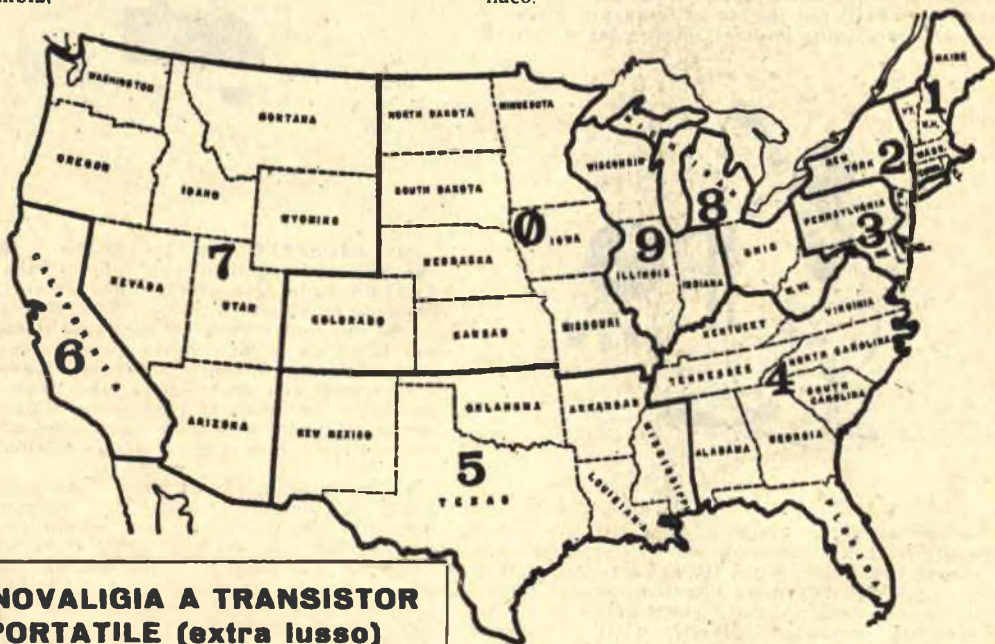 naco.
WASHINGTON
MONTANA
NORTH DAKOTA
MINNESOTA
MAINE
1
VT.
N.H.
OREGON
IDAHO
WYOMING
SOUTH DAKOTA
WISCONSIN
8
NEW
YORK
2
MASS.
PENNSYLVANIA
3
NEVADA
7
UTAH
NEBRASKA
0
IOWA
9
ILLINOIS
INDIANA
OHIO
W. VA.
VIRGINIA
CALIFORNIA
6
COLORADO
KANSAS
MISSOURI
KENTUCKY
NORTH CAROLINA
TENNESSEE
4
SOUTH
CAROLINA
ARIZONA
NEW MEXICO
OKLAHOMA
ARKANSAS
MISSISSIPPI
ALABAMA
GEORGIA
5
TEXAS
LOUISIANA
FLORIDA
NOVALIGIA A TRANSISTOR
PORTATILE (extra lusso)